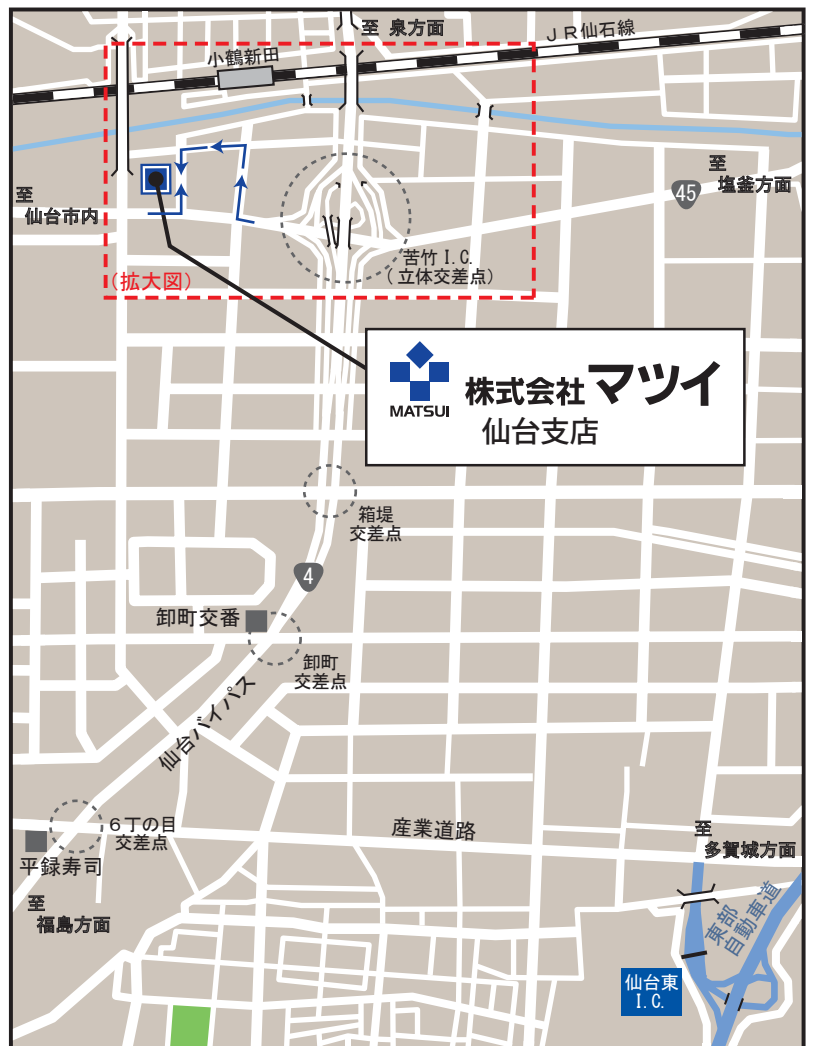 至 泉方面
JR仙石線
小鶴新田
至
仙台市内
至
塩釜方面
45
苦竹 I.C.
(立体交差点)
(拡大図)
MATSUI
株式会社マツイ
仙台支店
箱堤
交差点
4
卸町交番
卸町
交差点
仙台バイパス
6丁の目
交差点
産業道路
平録寿司
至
福島方面
至
多賀城方面
東部
自動車道
仙台東
I.C.